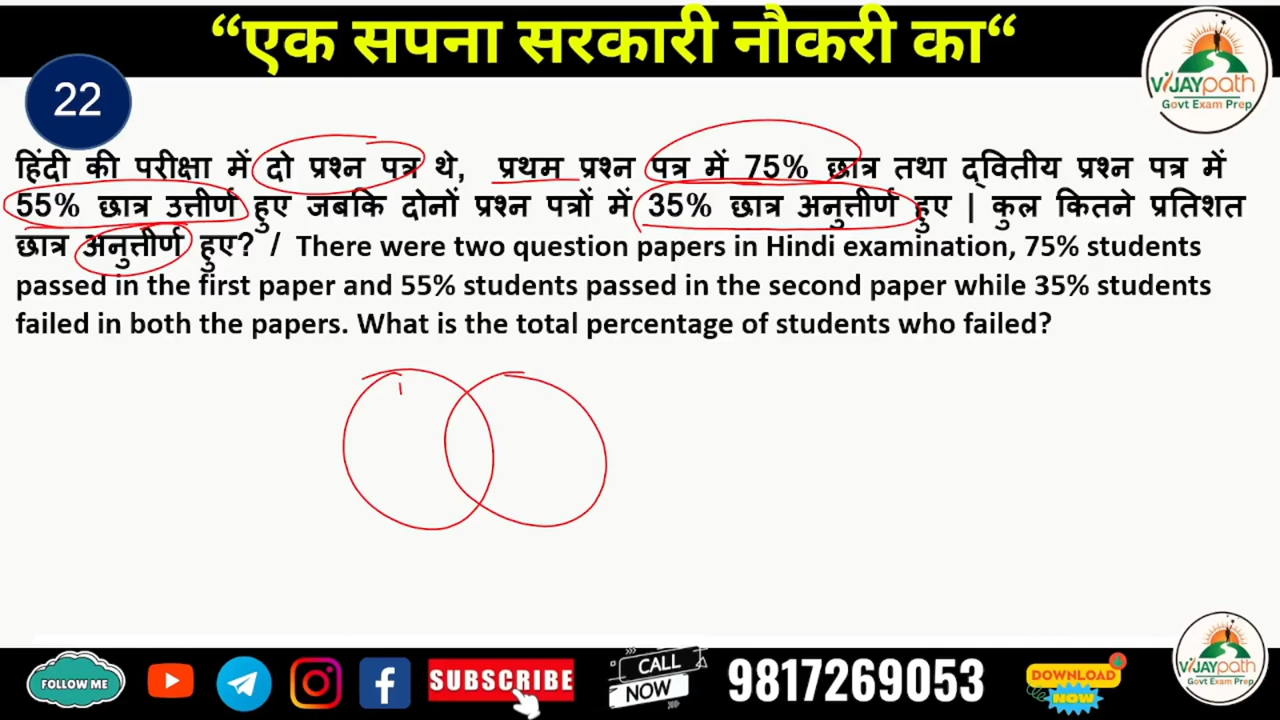 “एक सपना सरकारी नौकरी का“
VIJAYpath
Govt Exam Prep
22
हिंदी की परीक्षा में दो प्रश्न पत्र थे, प्रथम प्रश्न पत्र में 75% छात्र तथा द्वितीय प्रश्न पत्र में
55% छात्र उत्तीर्ण हुए जबकि दोनों प्रश्न पत्रों में 35% छात्र अनुत्तीर्ण हुए | कुल कितने प्रतिशत
छात्र अनुत्तीर्ण हुए? / There were two question papers in Hindi examination, 75% students
passed in the first paper and 55% students passed in the second paper while 35% students
failed in both the papers. What is the total percentage of students who failed?
VIJAYpath
Govt Exam Prep
FOLLOW ME
SUBSCRIBE
CALL
NOW
9817269053
DOWNLOAD
NOW